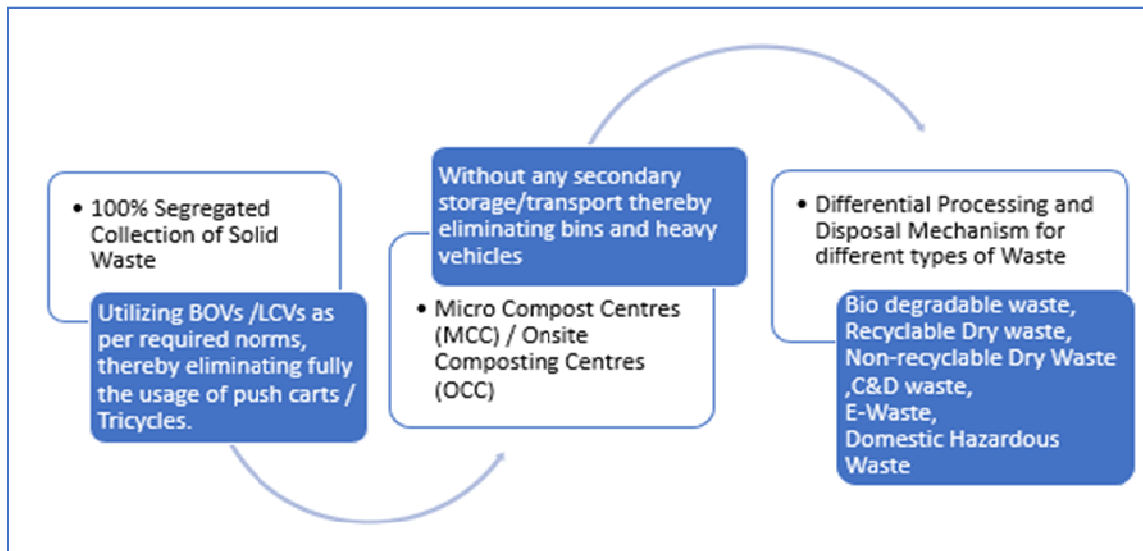 • 100% Segregated
Collection of Solid
Waste
Utilizing BOVs /LCVs as
per required norms,
thereby eliminating fully
the usage of push carts /
Tricycles.
Without any secondary
storage/transport thereby
eliminating bins and heavy
vehicles
• Micro Compost Centres
(MCC) / Onsite
Composting Centres
(OCC)
• Differential Processing and
Disposal Mechanism for
different types of Waste
Bio degradable waste,
Recyclable Dry waste,
Non-recyclable Dry Waste
,C&D waste,
E-Waste,
Domestic Hazardous
Waste